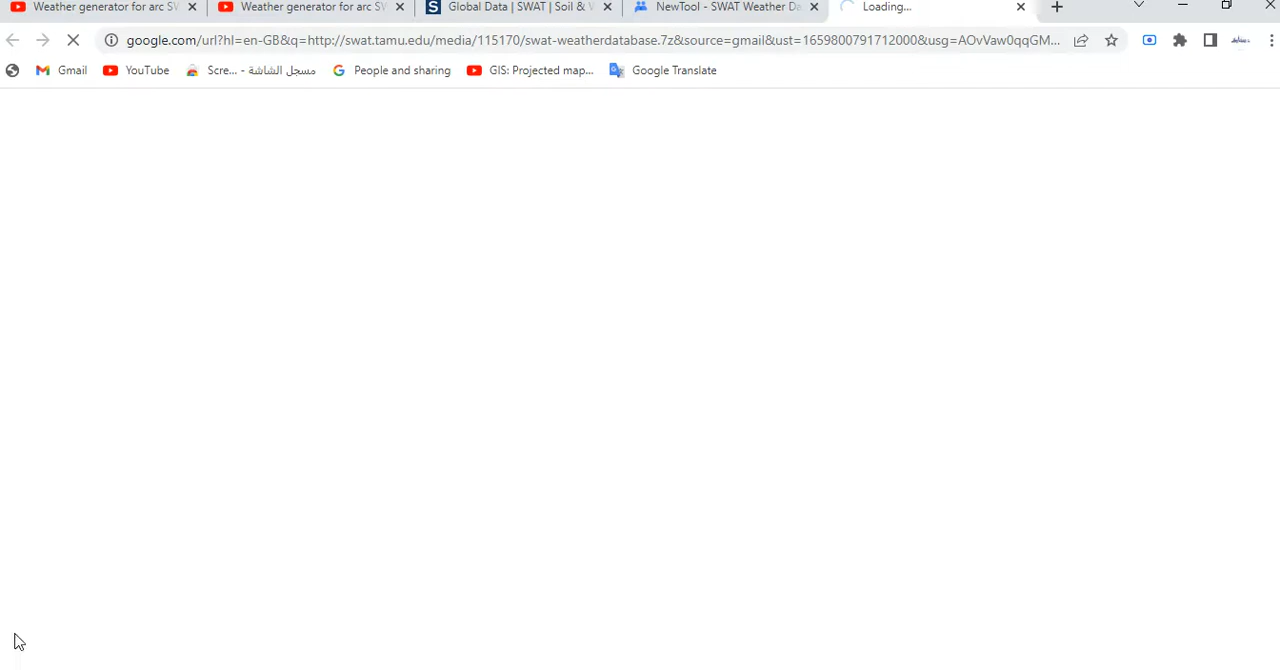 Weather generator for arc SV
Weather generator for arc SV
Global Data | SWAT | Soil & V
NewTool - SWAT Weather Da
Loading...
google.com/url?hl=en-GB&q=http://swat.tamu.edu/media/115170/swat-weatherdatabase.7z&source=gmail&ust=1659800791712000&usg=AOvVaw0qqGM...
Gmail
YouTube
Scre... - مسجل الشاشة
People and sharing
GIS: Projected map...
Google Translate